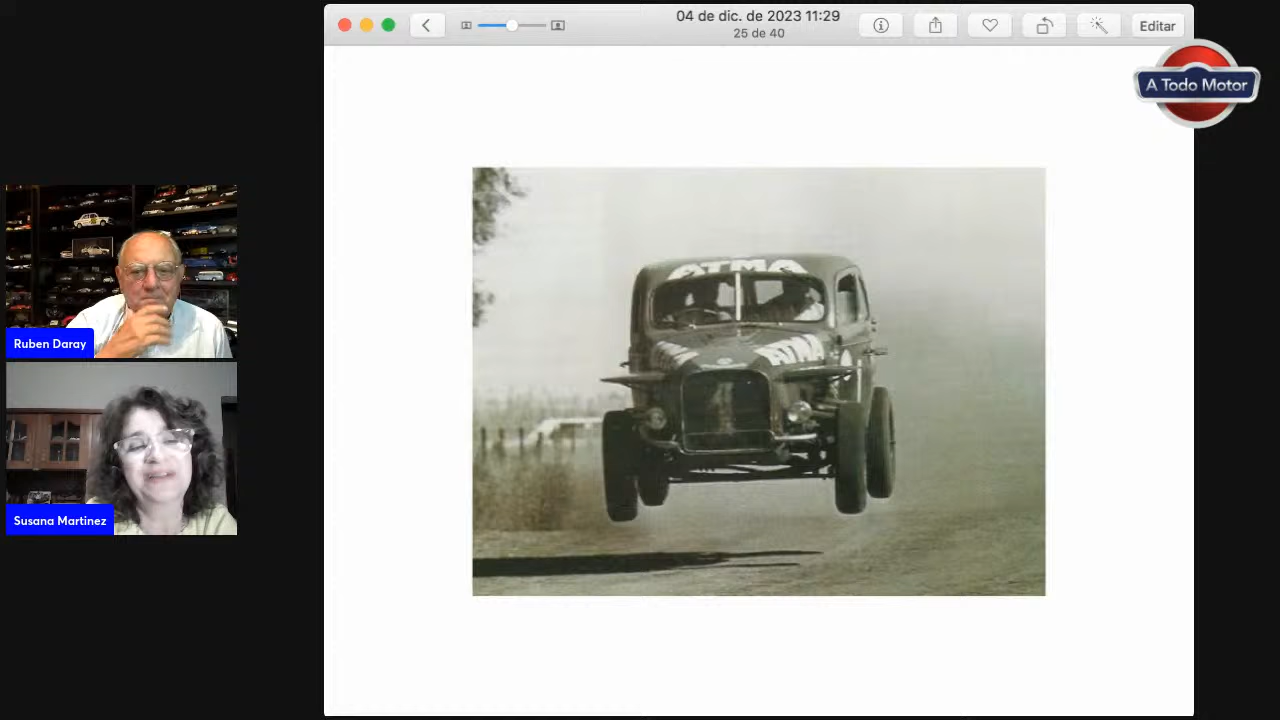 04 de dic. de 2023 11:29
25 de 40
Editar
A Todo Motor
Ruben Daray
Susana Martinez
ATMA
ATMA
ATMA